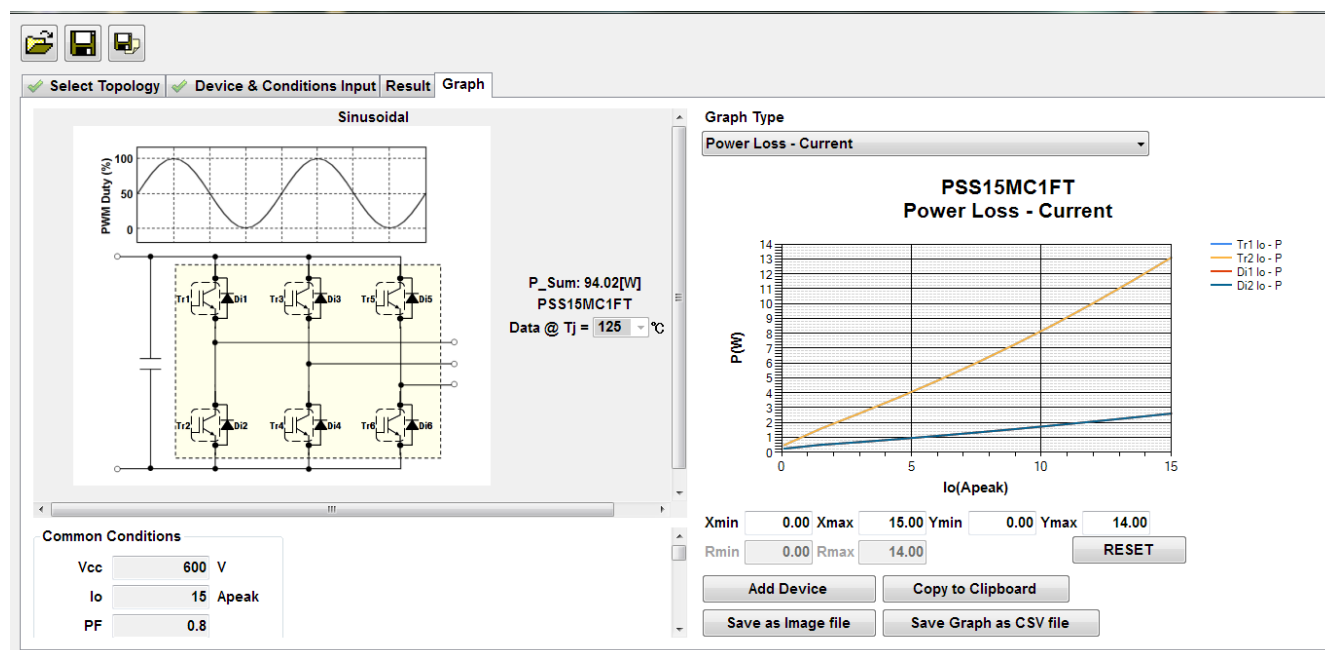 Select Topology Device & Conditions Input Result Graph
Sinusoidal
PWM Duty (%)
100
50
0
Tr1 Di1 Tr3 Di3 Tr5 Di5
Tr2 Di2 Tr4 Di4 Tr6 Di6
P_Sum: 94.02[W]
PSS15MC1FT
Data @ Tj = 125 ℃
Common Conditions
Vcc 600 V
Io 15 Apeak
PF 0.8
Graph Type
Power Loss - Current
PSS15MC1FT
Power Loss - Current
P(W)
14
13
12
11
10
9
8
7
6
5
4
3
2
1
0
0 5 10 15
Io(Apeak)
Tr1 Io - P
Tr2 Io - P
Di1 Io - P
Di2 Io - P
Xmin 0.00 Xmax 15.00 Ymin 0.00 Ymax 14.00
Rmin 0.00 Rmax 14.00 RESET
Add Device Copy to Clipboard
Save as Image file Save Graph as CSV file